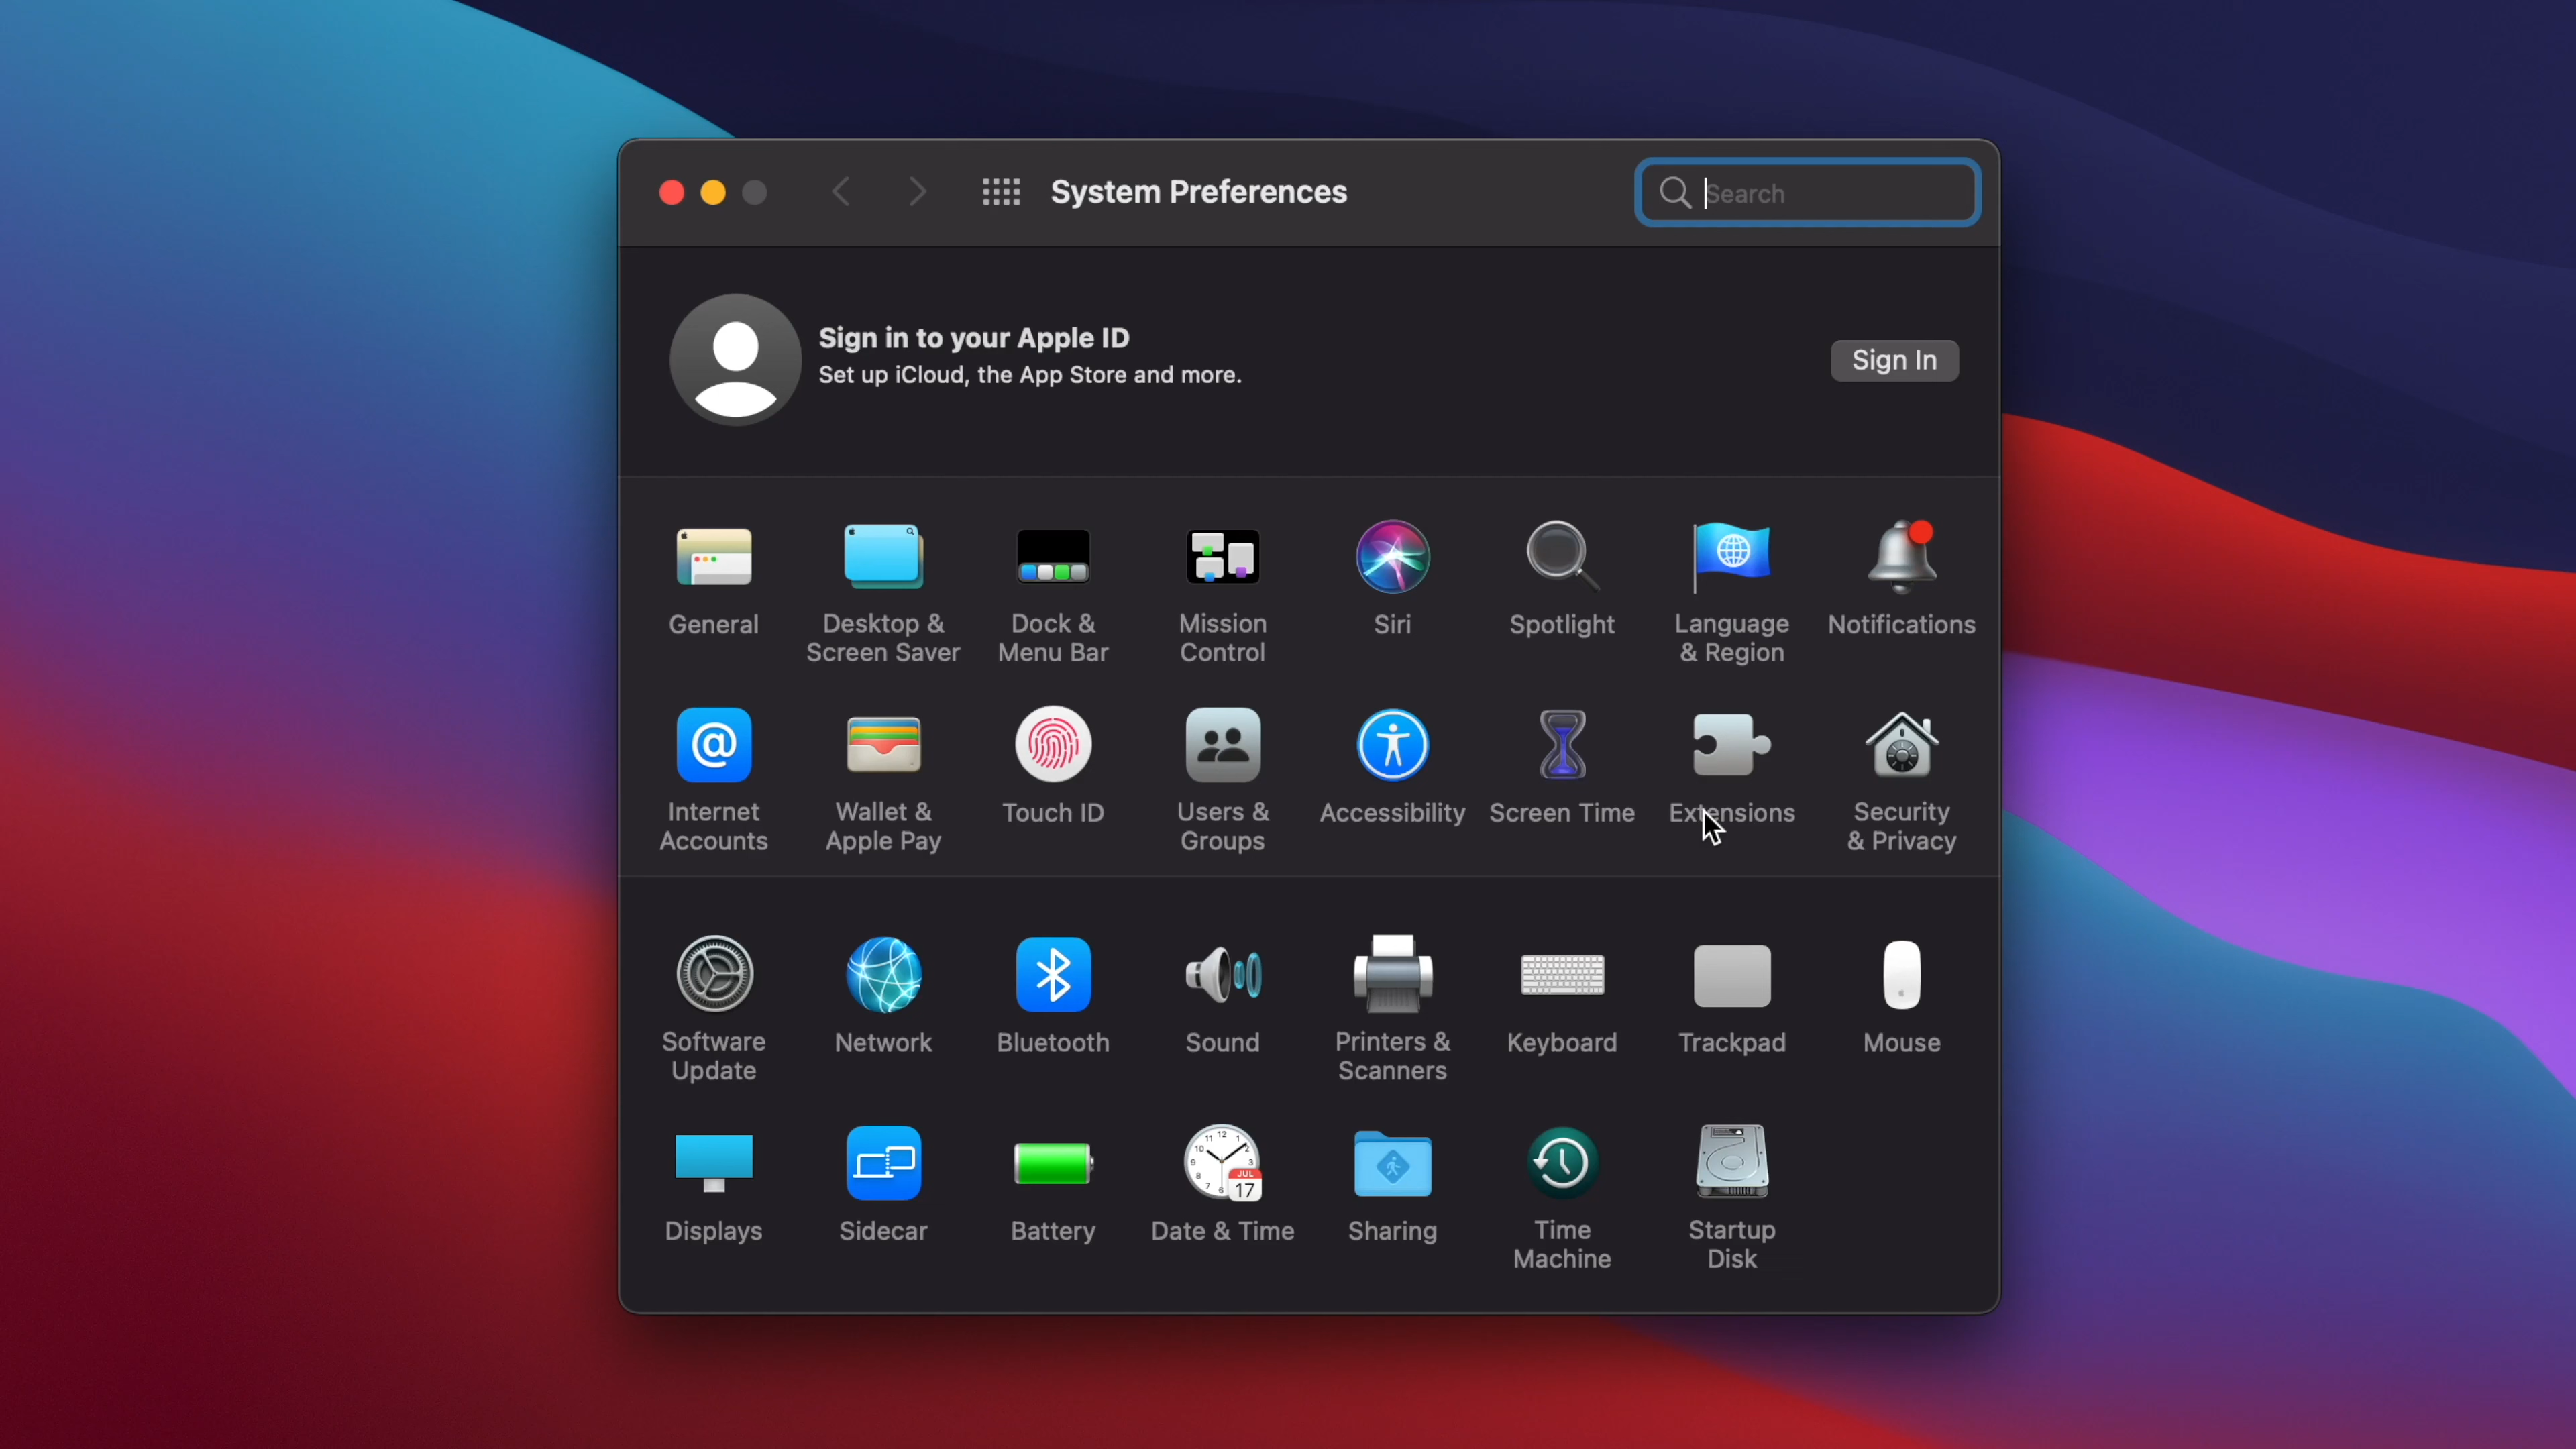 System Preferences
Search
Sign in to your Apple ID
Set up iCloud, the App Store and more.
Sign In
General
Desktop &
Screen Saver
Dock &
Menu Bar
Mission
Control
Siri
Spotlight
Language
& Region
Notifications
Internet
Accounts
Wallet &
Apple Pay
Touch ID
Users &
Groups
Accessibility
Screen Time
Extensions
Security
& Privacy
Software
Update
Network
Bluetooth
Sound
Printers &
Scanners
Keyboard
Trackpad
Mouse
Displays
Sidecar
Battery
JUL
17
Date & Time
Sharing
Time
Machine
Startup
Disk